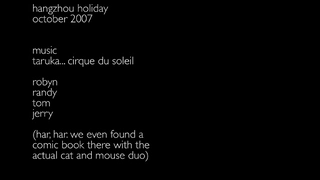 hangzhou holiday
october 2007
music
taruka... cirque du soleil
robyn
randy
tom
jerry
(har, har. we even found a
comic book there with the
actual cat and mouse duo)